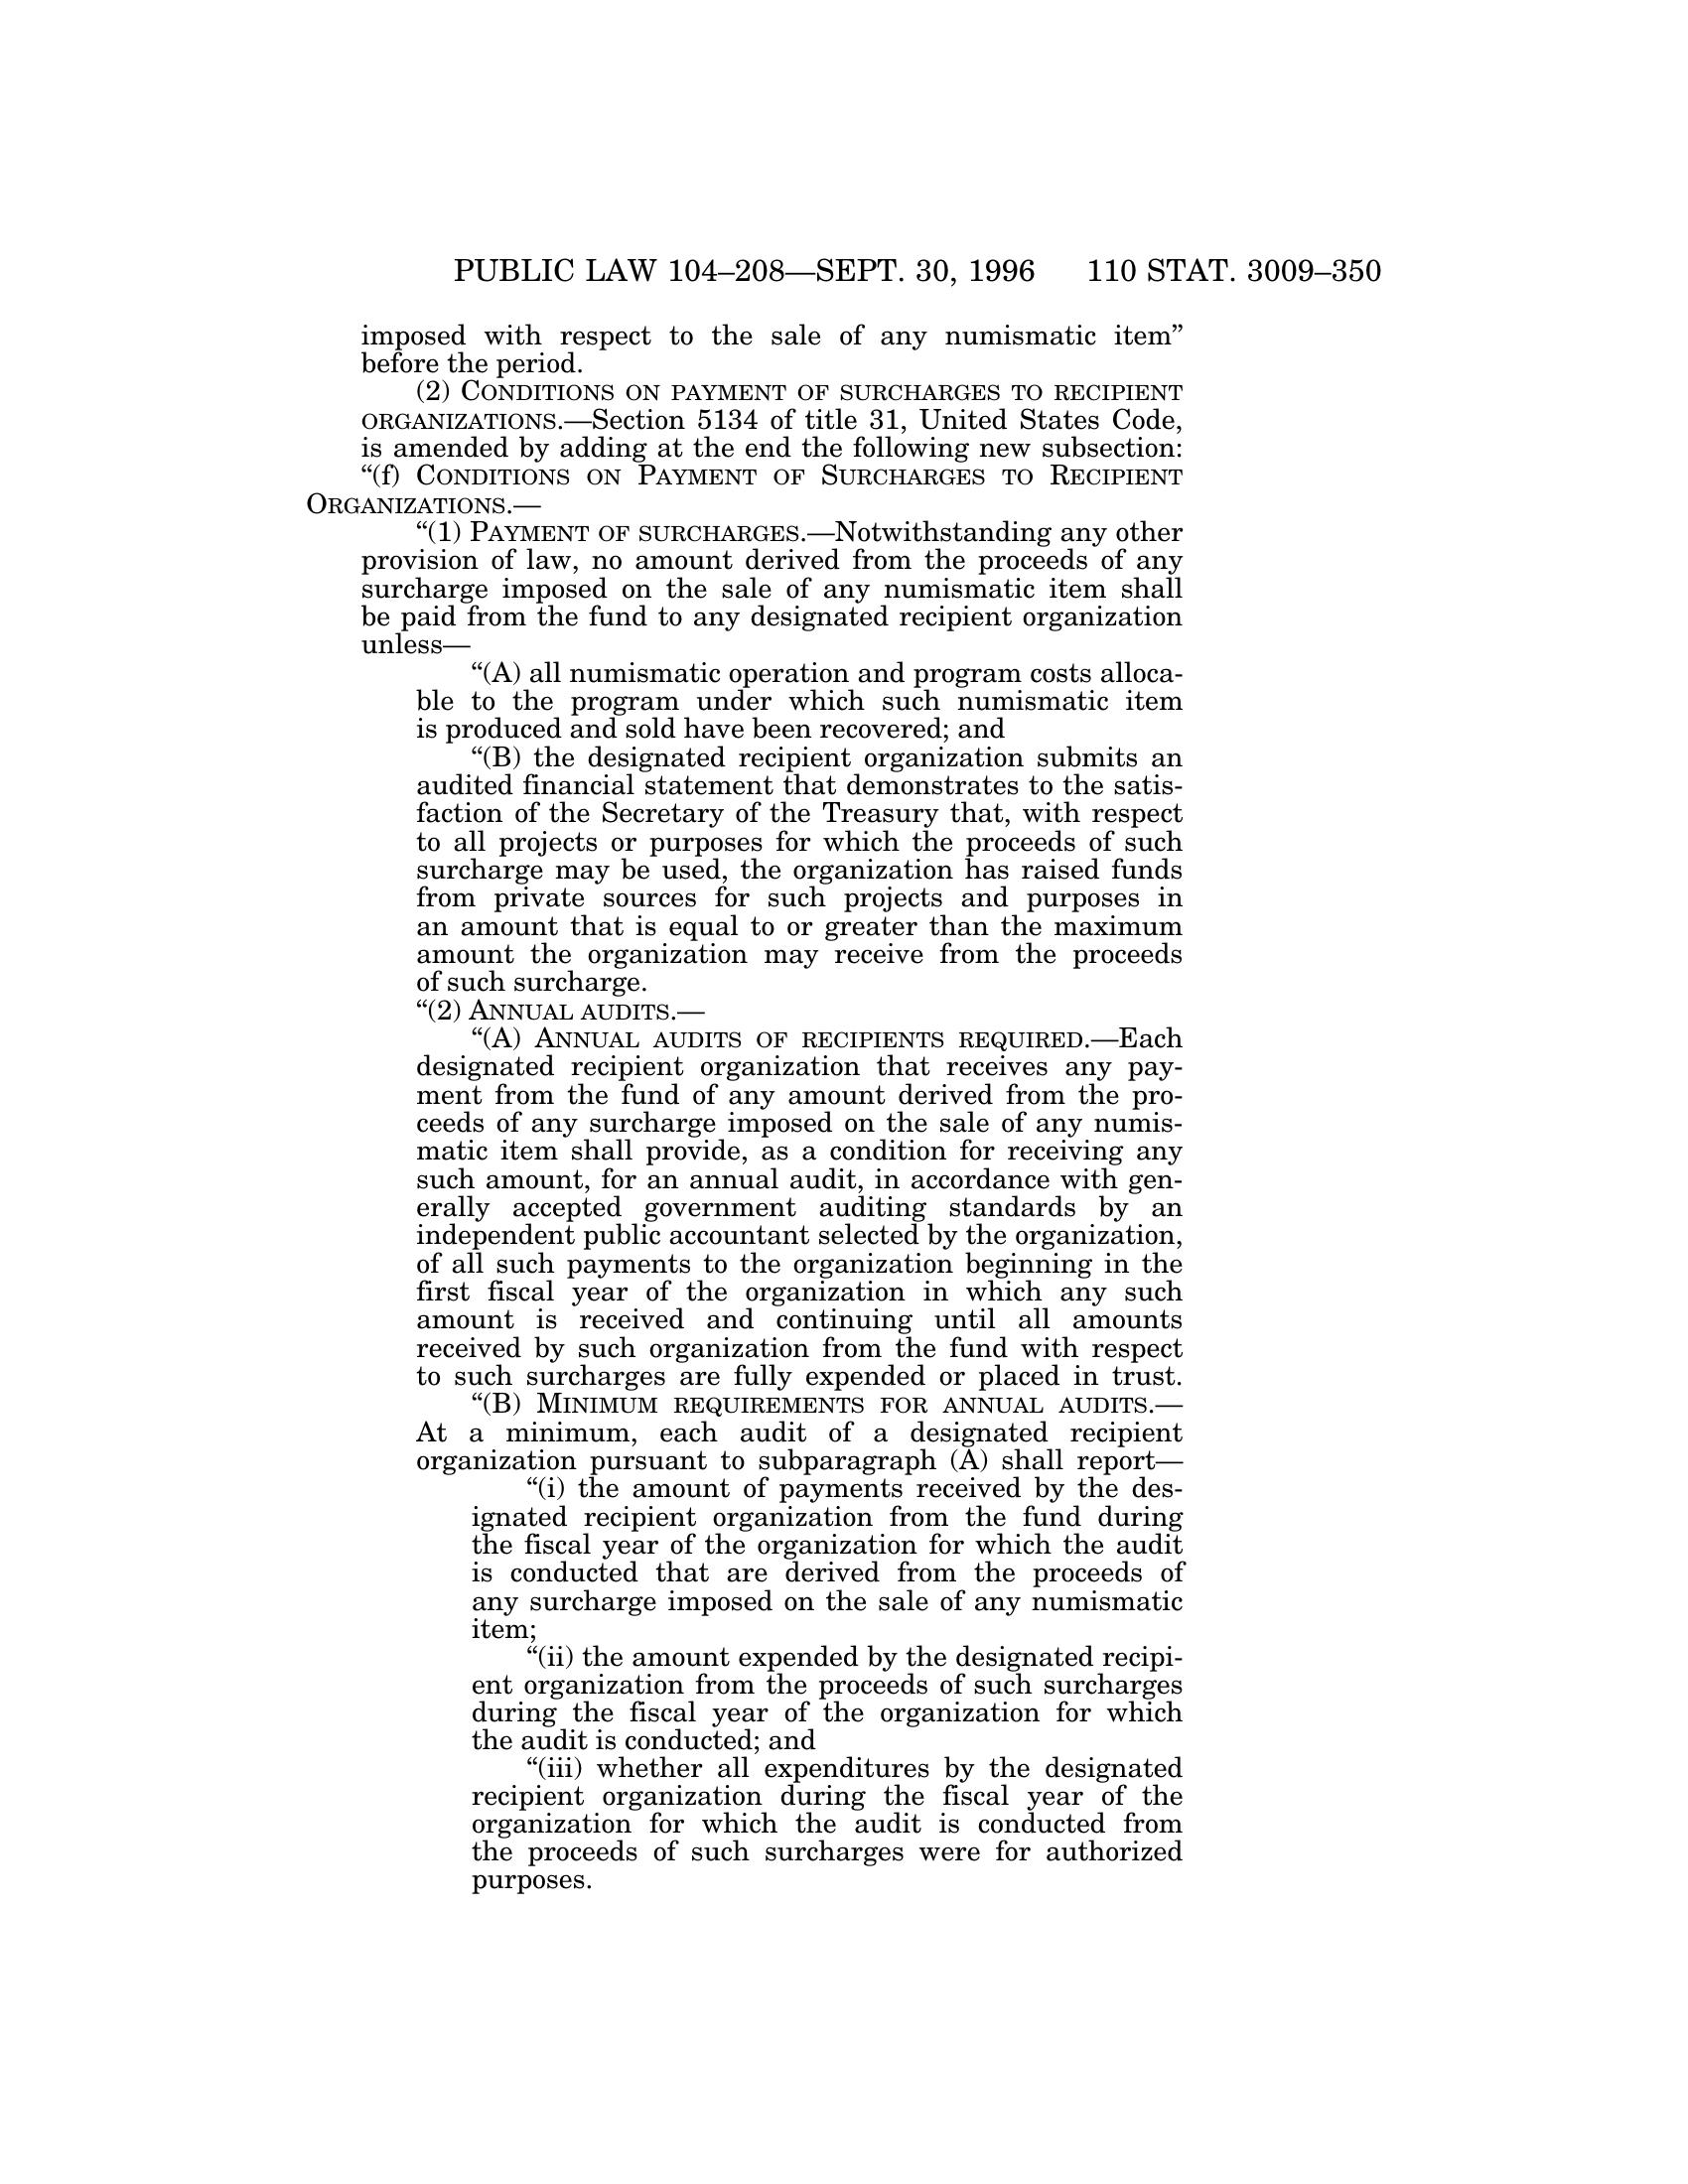 PUBLIC LAW 104–208—SEPT. 30, 1996 110 STAT. 3009–350
imposed with respect to the sale of any numismatic item”
before the period.
(2) CONDITIONS ON PAYMENT OF SURCHARGES TO RECIPIENT
ORGANIZATIONS.—Section 5134 of title 31, United States Code,
is amended by adding at the end the following new subsection:
“(f) CONDITIONS ON PAYMENT OF SURCHARGES TO RECIPIENT
ORGANIZATIONS.—
“(1) PAYMENT OF SURCHARGES.—Notwithstanding any other
provision of law, no amount derived from the proceeds of any
surcharge imposed on the sale of any numismatic item shall
be paid from the fund to any designated recipient organization
unless—
“(A) all numismatic operation and program costs alloca-
ble to the program under which such numismatic item
is produced and sold have been recovered; and
“(B) the designated recipient organization submits an
audited financial statement that demonstrates to the satis-
faction of the Secretary of the Treasury that, with respect
to all projects or purposes for which the proceeds of such
surcharge may be used, the organization has raised funds
from private sources for such projects and purposes in
an amount that is equal to or greater than the maximum
amount the organization may receive from the proceeds
of such surcharge.
“(2) ANNUAL AUDITS.—
“(A) ANNUAL AUDITS OF RECIPIENTS REQUIRED.—Each
designated recipient organization that receives any pay-
ment from the fund of any amount derived from the pro-
ceeds of any surcharge imposed on the sale of any numis-
matic item shall provide, as a condition for receiving any
such amount, for an annual audit, in accordance with gen-
erally accepted government auditing standards by an
independent public accountant selected by the organization,
of all such payments to the organization beginning in the
first fiscal year of the organization in which any such
amount is received and continuing until all amounts
received by such organization from the fund with respect
to such surcharges are fully expended or placed in trust.
“(B) MINIMUM REQUIREMENTS FOR ANNUAL AUDITS.—
At a minimum, each audit of a designated recipient
organization pursuant to subparagraph (A) shall report—
“(i) the amount of payments received by the des-
ignated recipient organization from the fund during
the fiscal year of the organization for which the audit
is conducted that are derived from the proceeds of
any surcharge imposed on the sale of any numismatic
item;
“(ii) the amount expended by the designated recipi-
ent organization from the proceeds of such surcharges
during the fiscal year of the organization for which
the audit is conducted; and
“(iii) whether all expenditures by the designated
recipient organization during the fiscal year of the
organization for which the audit is conducted from
the proceeds of such surcharges were for authorized
purposes.